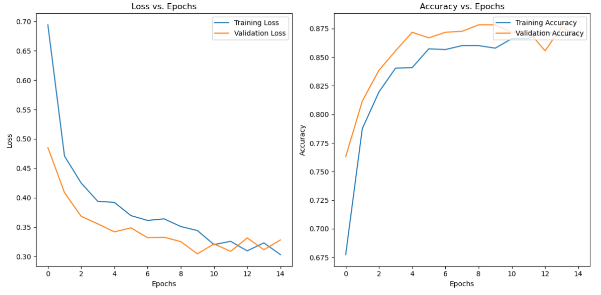 Loss vs. Epochs
Training Loss
Validation Loss
0.70
0.65
0.60
0.55
0.50
0.45
0.40
0.35
0.30
Loss
0 2 4 6 8 10 12 14
Epochs
Accuracy vs. Epochs
Training Accuracy
Validation Accuracy
0.875
0.850
0.825
0.800
0.775
0.750
0.725
0.700
0.675
Accuracy
0 2 4 6 8 10 12 14
Epochs